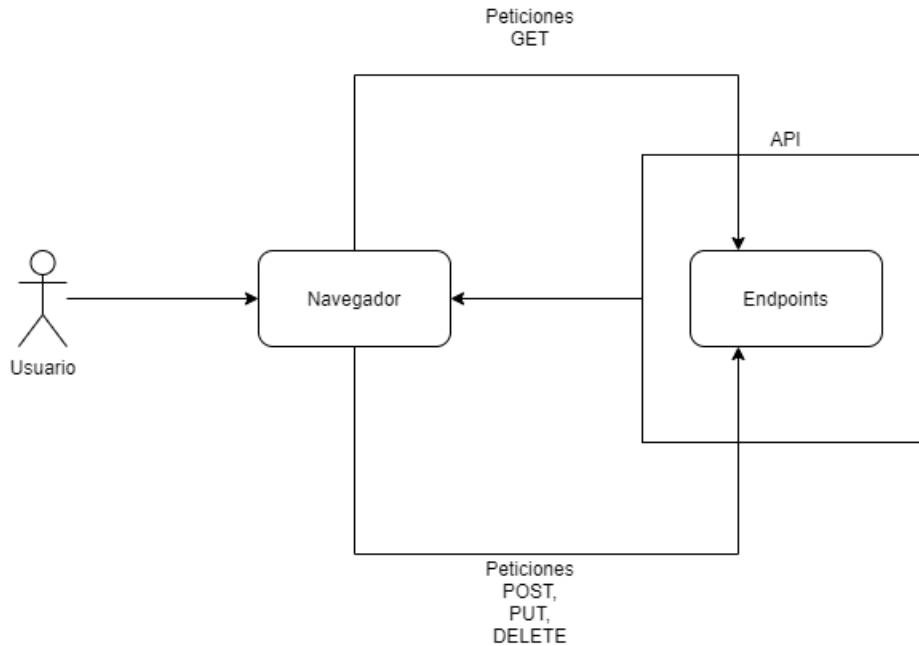 Peticiones
GET
API
Navegador
Endpoints
Usuario
Peticiones
POST,
PUT,
DELETE